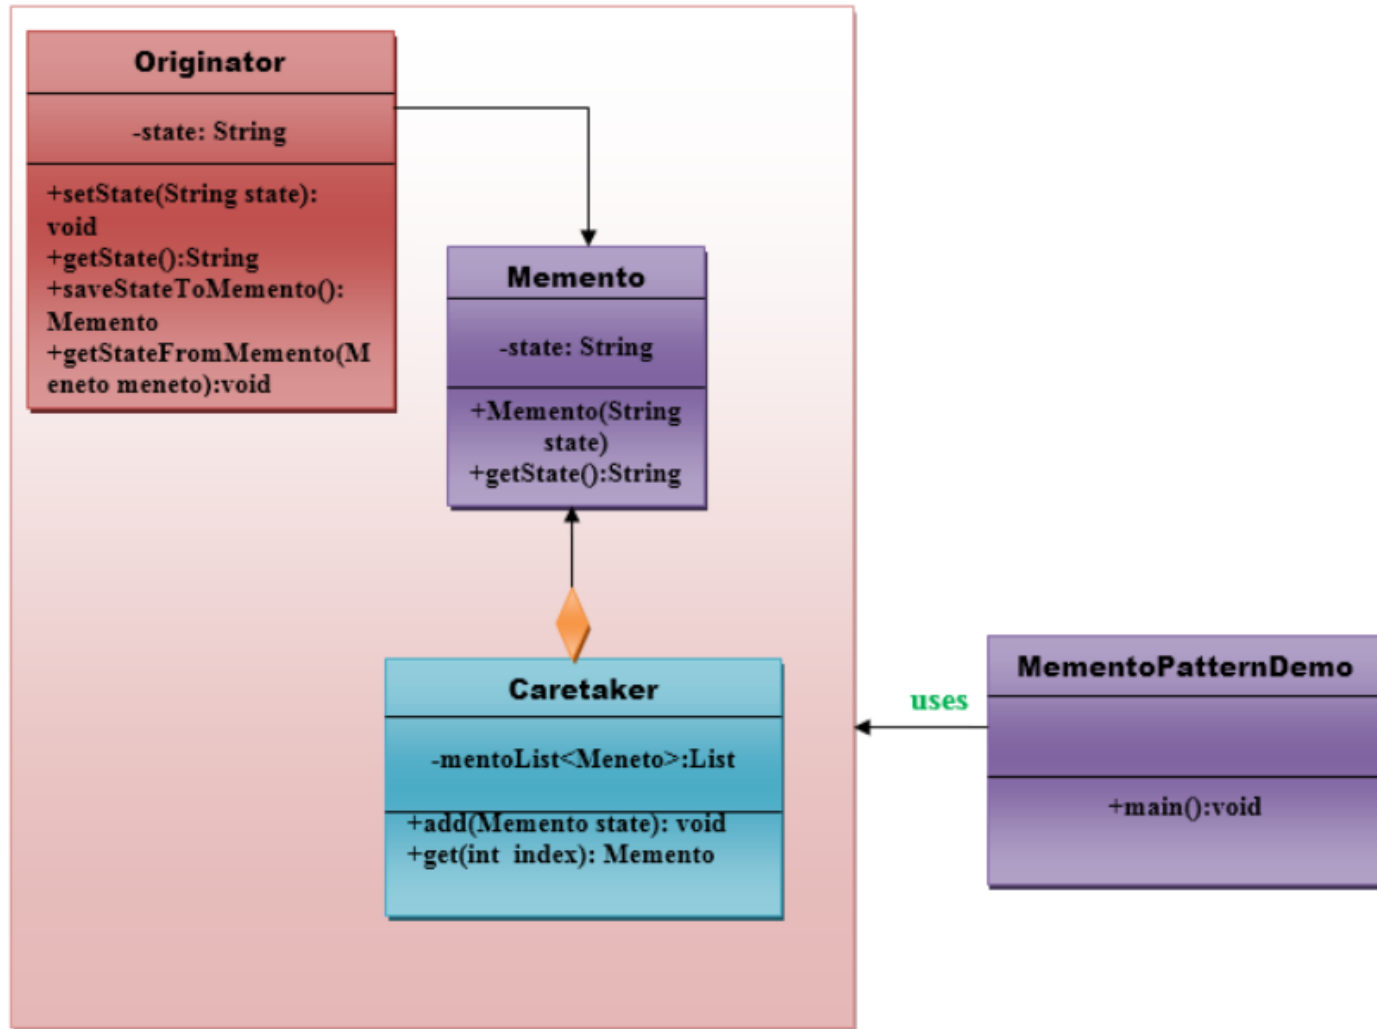 Originator
-state: String
+setState(String state):
void
+getState():String
+saveStateToMemento():
Memento
+getStateFromMemento(M
eneto meneto):void
Memento
-state: String
+Memento(String
state)
+getState():String
Caretaker
-mentoList<Meneto>:List
+add(Memento state): void
+get(int index): Memento
uses
MementoPatternDemo
+main():void